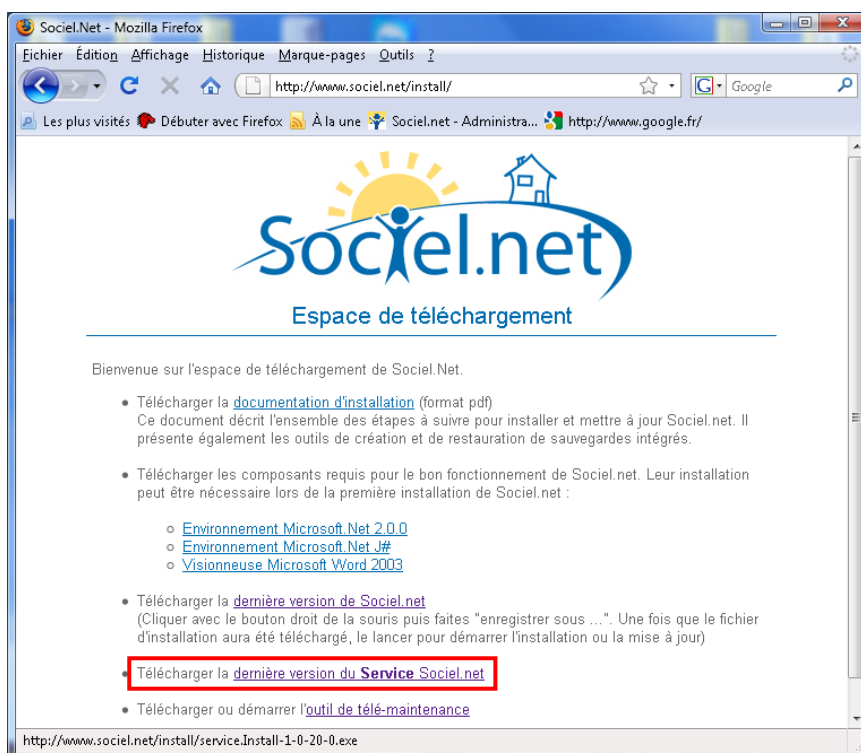 Sociel.Net - Mozilla Firefox
Fichier Édition Affichage Historique Marque-pages Outils ?
http://www.sociel.net/install/
G Google
Les plus visités Débuter avec Firefox À la une Sociel.net - Administra... http://www.google.fr/
Sociel.net
Espace de téléchargement
Bienvenue sur l'espace de téléchargement de Sociel.Net.
• Télécharger la documentation d'installation (format pdf)
Ce document décrit l'ensemble des étapes à suivre pour installer et mettre à jour Sociel.net. Il
présente également les outils de création et de restauration de sauvegardes intégrés.
• Télécharger les composants requis pour le bon fonctionnement de Sociel.net. Leur installation
peut être nécessaire lors de la première installation de Sociel.net :
○ Environnement Microsoft.Net 2.0.0
○ Environnement Microsoft.Net J#
○ Visionneuse Microsoft Word 2003
• Télécharger la dernière version de Sociel.net
(Cliquer avec le bouton droit de la souris puis faites "enregistrer sous ...". Une fois que le fichier
d'installation aura été téléchargé, le lancer pour démarrer l'installation ou la mise à jour)
• Télécharger la dernière version du Service Sociel.net
• Télécharger ou démarrer l'outil de télé-maintenance
http://www.sociel.net/install/service.Install-1-0-20-0.exe